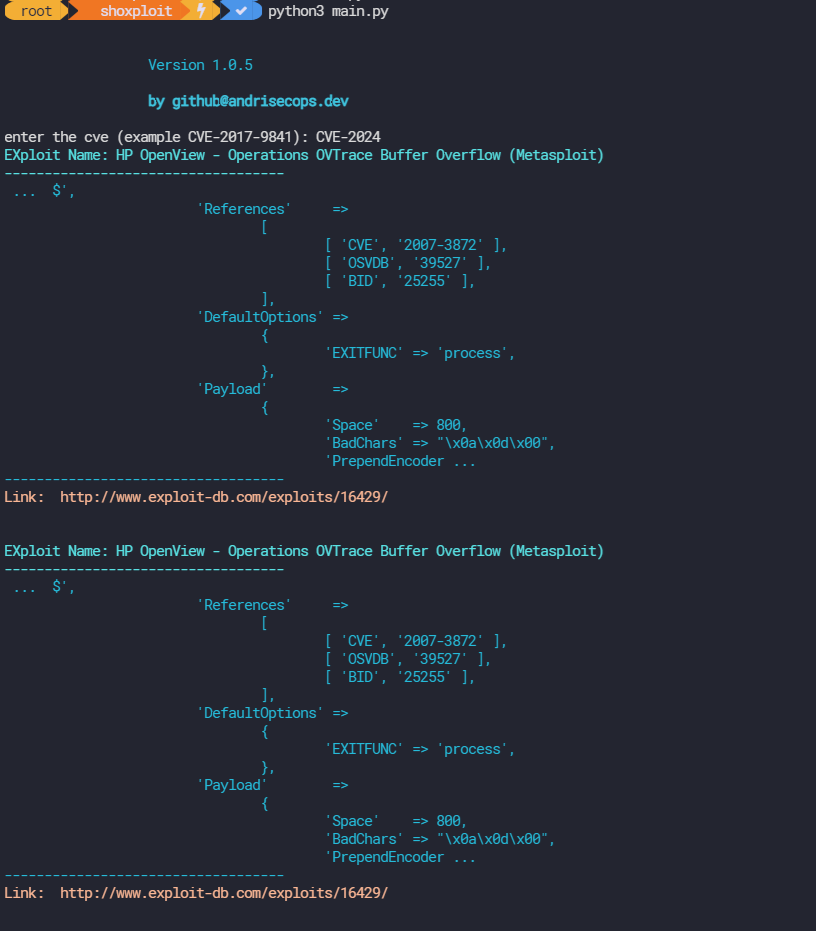 root shoxploit python3 main.py
Version 1.0.5
by github@andrisecops.dev
enter the cve (example CVE-2017-9841): CVE-2024
EXploit Name: HP OpenView - Operations OVTrace Buffer Overflow (Metasploit)
-----------------------------------
... $',
'References' =>
[
[ 'CVE', '2007-3872' ],
[ 'OSVDB', '39527' ],
[ 'BID', '25255' ],
],
'DefaultOptions' =>
{
'EXITFUNC' => 'process',
},
'Payload' =>
{
'Space' => 800,
'BadChars' => "\x0a\x0d\x00",
'PrependEncoder ...
-----------------------------------
Link: http://www.exploit-db.com/exploits/16429/
EXploit Name: HP OpenView - Operations OVTrace Buffer Overflow (Metasploit)
-----------------------------------
... $',
'References' =>
[
[ 'CVE', '2007-3872' ],
[ 'OSVDB', '39527' ],
[ 'BID', '25255' ],
],
'DefaultOptions' =>
{
'EXITFUNC' => 'process',
},
'Payload' =>
{
'Space' => 800,
'BadChars' => "\x0a\x0d\x00",
'PrependEncoder ...
-----------------------------------
Link: http://www.exploit-db.com/exploits/16429/